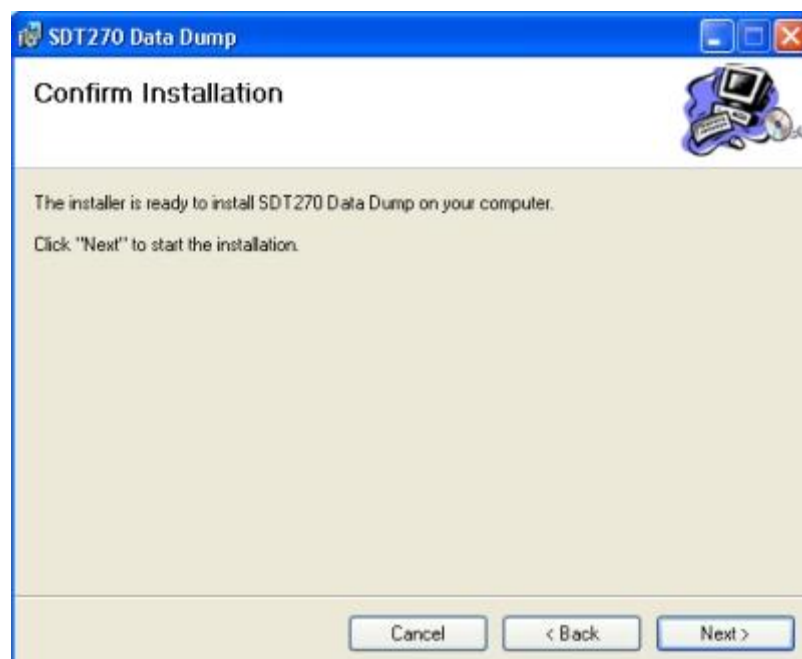 SDT270 Data Dump
Confirm Installation
The installer is ready to install SDT270 Data Dump on your computer.
Click "Next" to start the installation.
Cancel
< Back
Next >